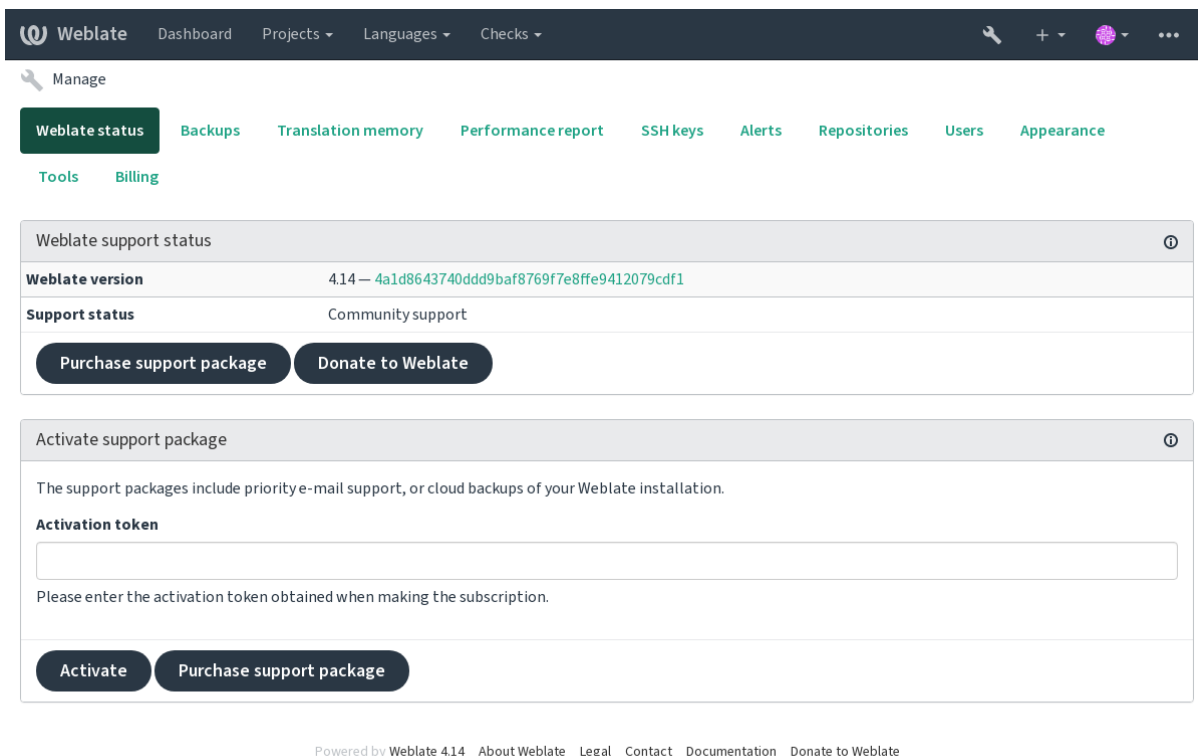 Weblate Dashboard Projects Languages Checks
Manage
Weblate status Backups Translation memory Performance report SSH keys Alerts Repositories Users Appearance
Tools Billing
Weblate support status
Weblate version 4.14 — 4a1d8643740ddd9baf8769f7e8ffe9412079cdf1
Support status Community support
Purchase support package Donate to Weblate
Activate support package
The support packages include priority e-mail support, or cloud backups of your Weblate installation.
Activation token
Please enter the activation token obtained when making the subscription.
Activate Purchase support package
Powered by Weblate 4.14 About Weblate Legal Contact Documentation Donate to Weblate